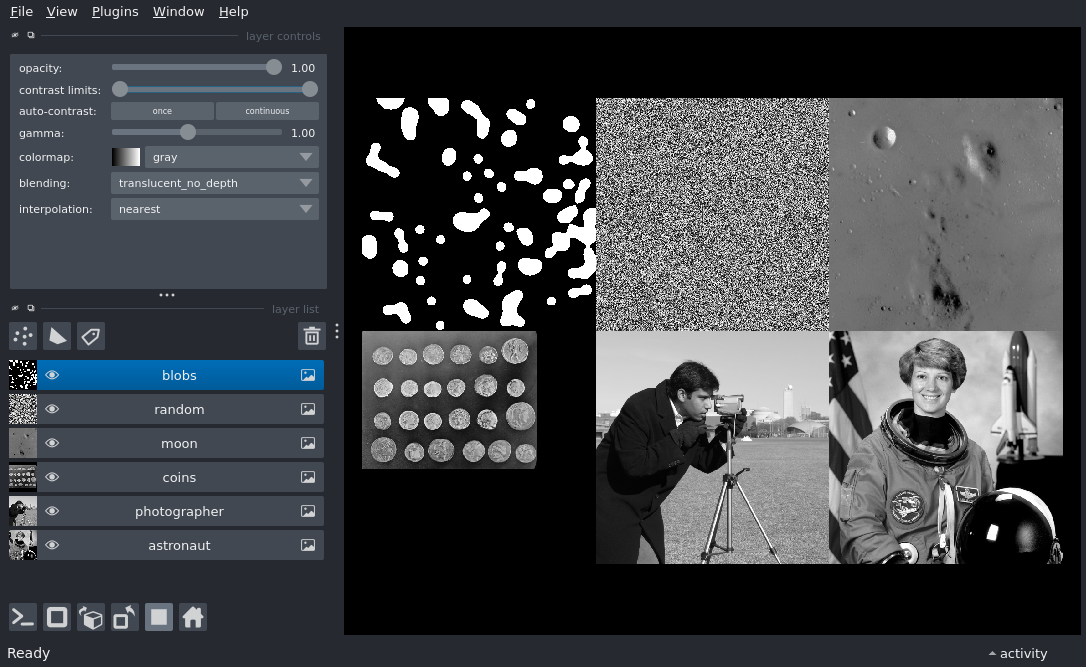 File View Plugins Window Help
layer controls
opacity: 1.00
contrast limits:
auto-contrast: once continuous
gamma: 1.00
colormap: gray
blending: translucent_no_depth
interpolation: nearest
layer list
blobs
random
moon
coins
photographer
astronaut
Ready
activity